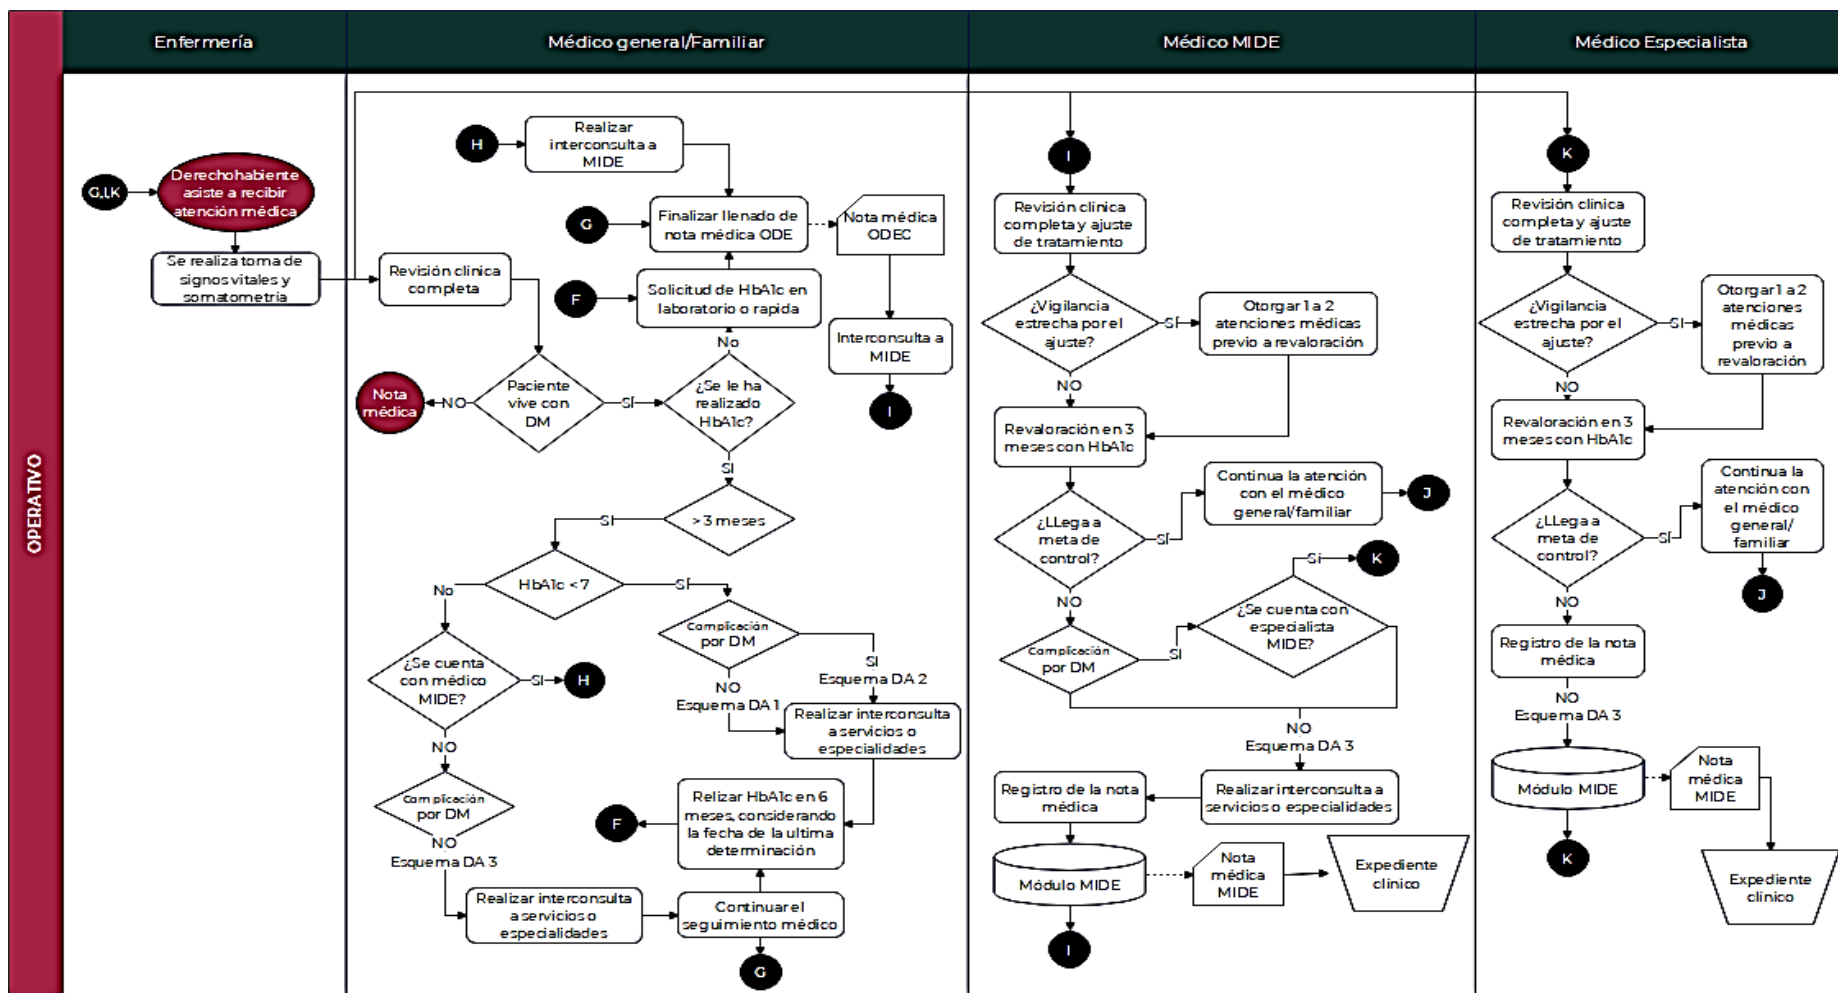 Enfermería
Médico general/Familiar
Médico MIDE
Médico Especialista
OPERATIVO
G,I,K
Derechohabiente
asiste a recibir
atención médica
Se realiza toma de
signos vitales y
somatometría
H
Realizar
interconsulta a
MIDE
G
Finalizar llenado de
nota médica ODE
Nota médica
ODEC
Revisión clínica
completa
F
Solicitud de HbA1c en
laboratorio o rapida
Interconsulta a
MIDE
I
No
Nota
médica
NO
Paciente
vive con
DM
SÍ
¿Se le ha
realizado
HbA1c?
SI
> 3 meses
SI
HbA1c < 7
No
SÍ
Complicación
por DM
¿Se cuenta
con médico
MIDE?
SI
H
SI
Esquema DA 2
NO
Esquema DA 1
Realizar interconsulta
a servicios o
especialidades
NO
Complicación
por DM
F
Relizar HbA1c en 6
meses, considerando
la fecha de la ultima
determinación
NO
Esquema DA 3
Realizar interconsulta
a servicios o
especialidades
Continuar el
seguimiento médico
G
I
Revisión clínica
completa y ajuste
de tratamiento
¿Vigilancia
estrecha por el
ajuste?
SÍ
Otorgar 1 a 2
atenciones médicas
previo a revaloración
NO
Revaloración en 3
meses con HbA1c
¿LLega a
meta de
control?
SÍ
Continua la atención
con el médico
general/familiar
J
NO
Complicación
por DM
SI
¿Se cuenta con
especialista
MIDE?
Sí
K
NO
Esquema DA 3
Realizar interconsulta a
servicios o especialidades
Registro de la nota
médica
Módulo MIDE
Nota
médica
MIDE
Expediente
clínico
I
K
Revisión clínica
completa y ajuste
de tratamiento
¿Vigilancia
estrecha por el
ajuste?
SI
Otorgar 1 a 2
atenciones
médicas
previo a
revaloración
NO
Revaloración en 3
meses con HbA1c
¿LLega a
meta de
control?
SÍ
Continua la
atención con
el médico
general/
familiar
J
NO
Registro de la nota
médica
NO
Esquema DA 3
Módulo MIDE
Nota
médica
MIDE
K
Expediente
clínico